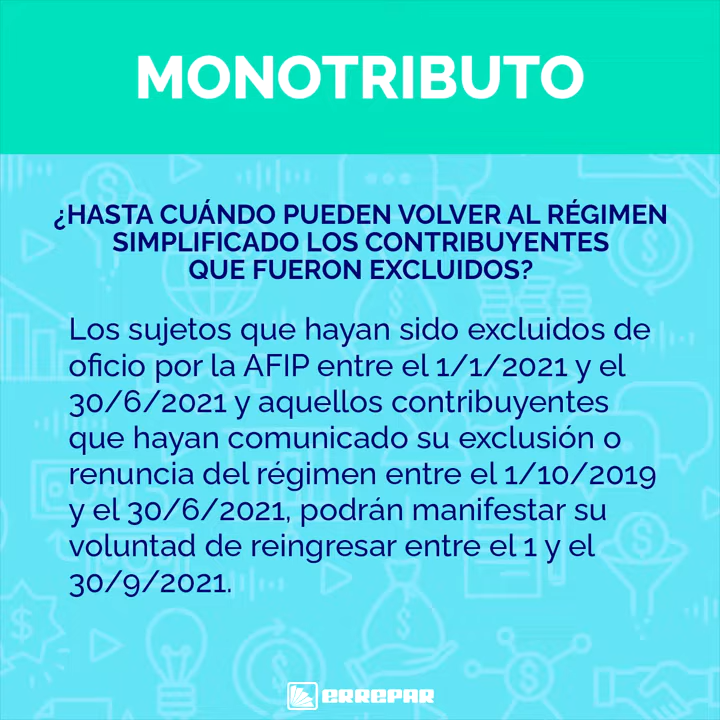 MONOTRIBUTO
¿HASTA CUÁNDO PUEDEN VOLVER AL RÉGIMEN
SIMPLIFICADO LOS CONTRIBUYENTES
QUE FUERON EXCLUIDOS?
Los sujetos que hayan sido excluidos de
oficio por la AFIP entre el 1/1/2021 y el
30/6/2021 y aquellos contribuyentes
que hayan comunicado su exclusión o
renuncia del régimen entre el 1/10/2019
y el 30/6/2021, podrán manifestar su
voluntad de reingresar entre el 1 y el
30/9/2021.
ERREPAR